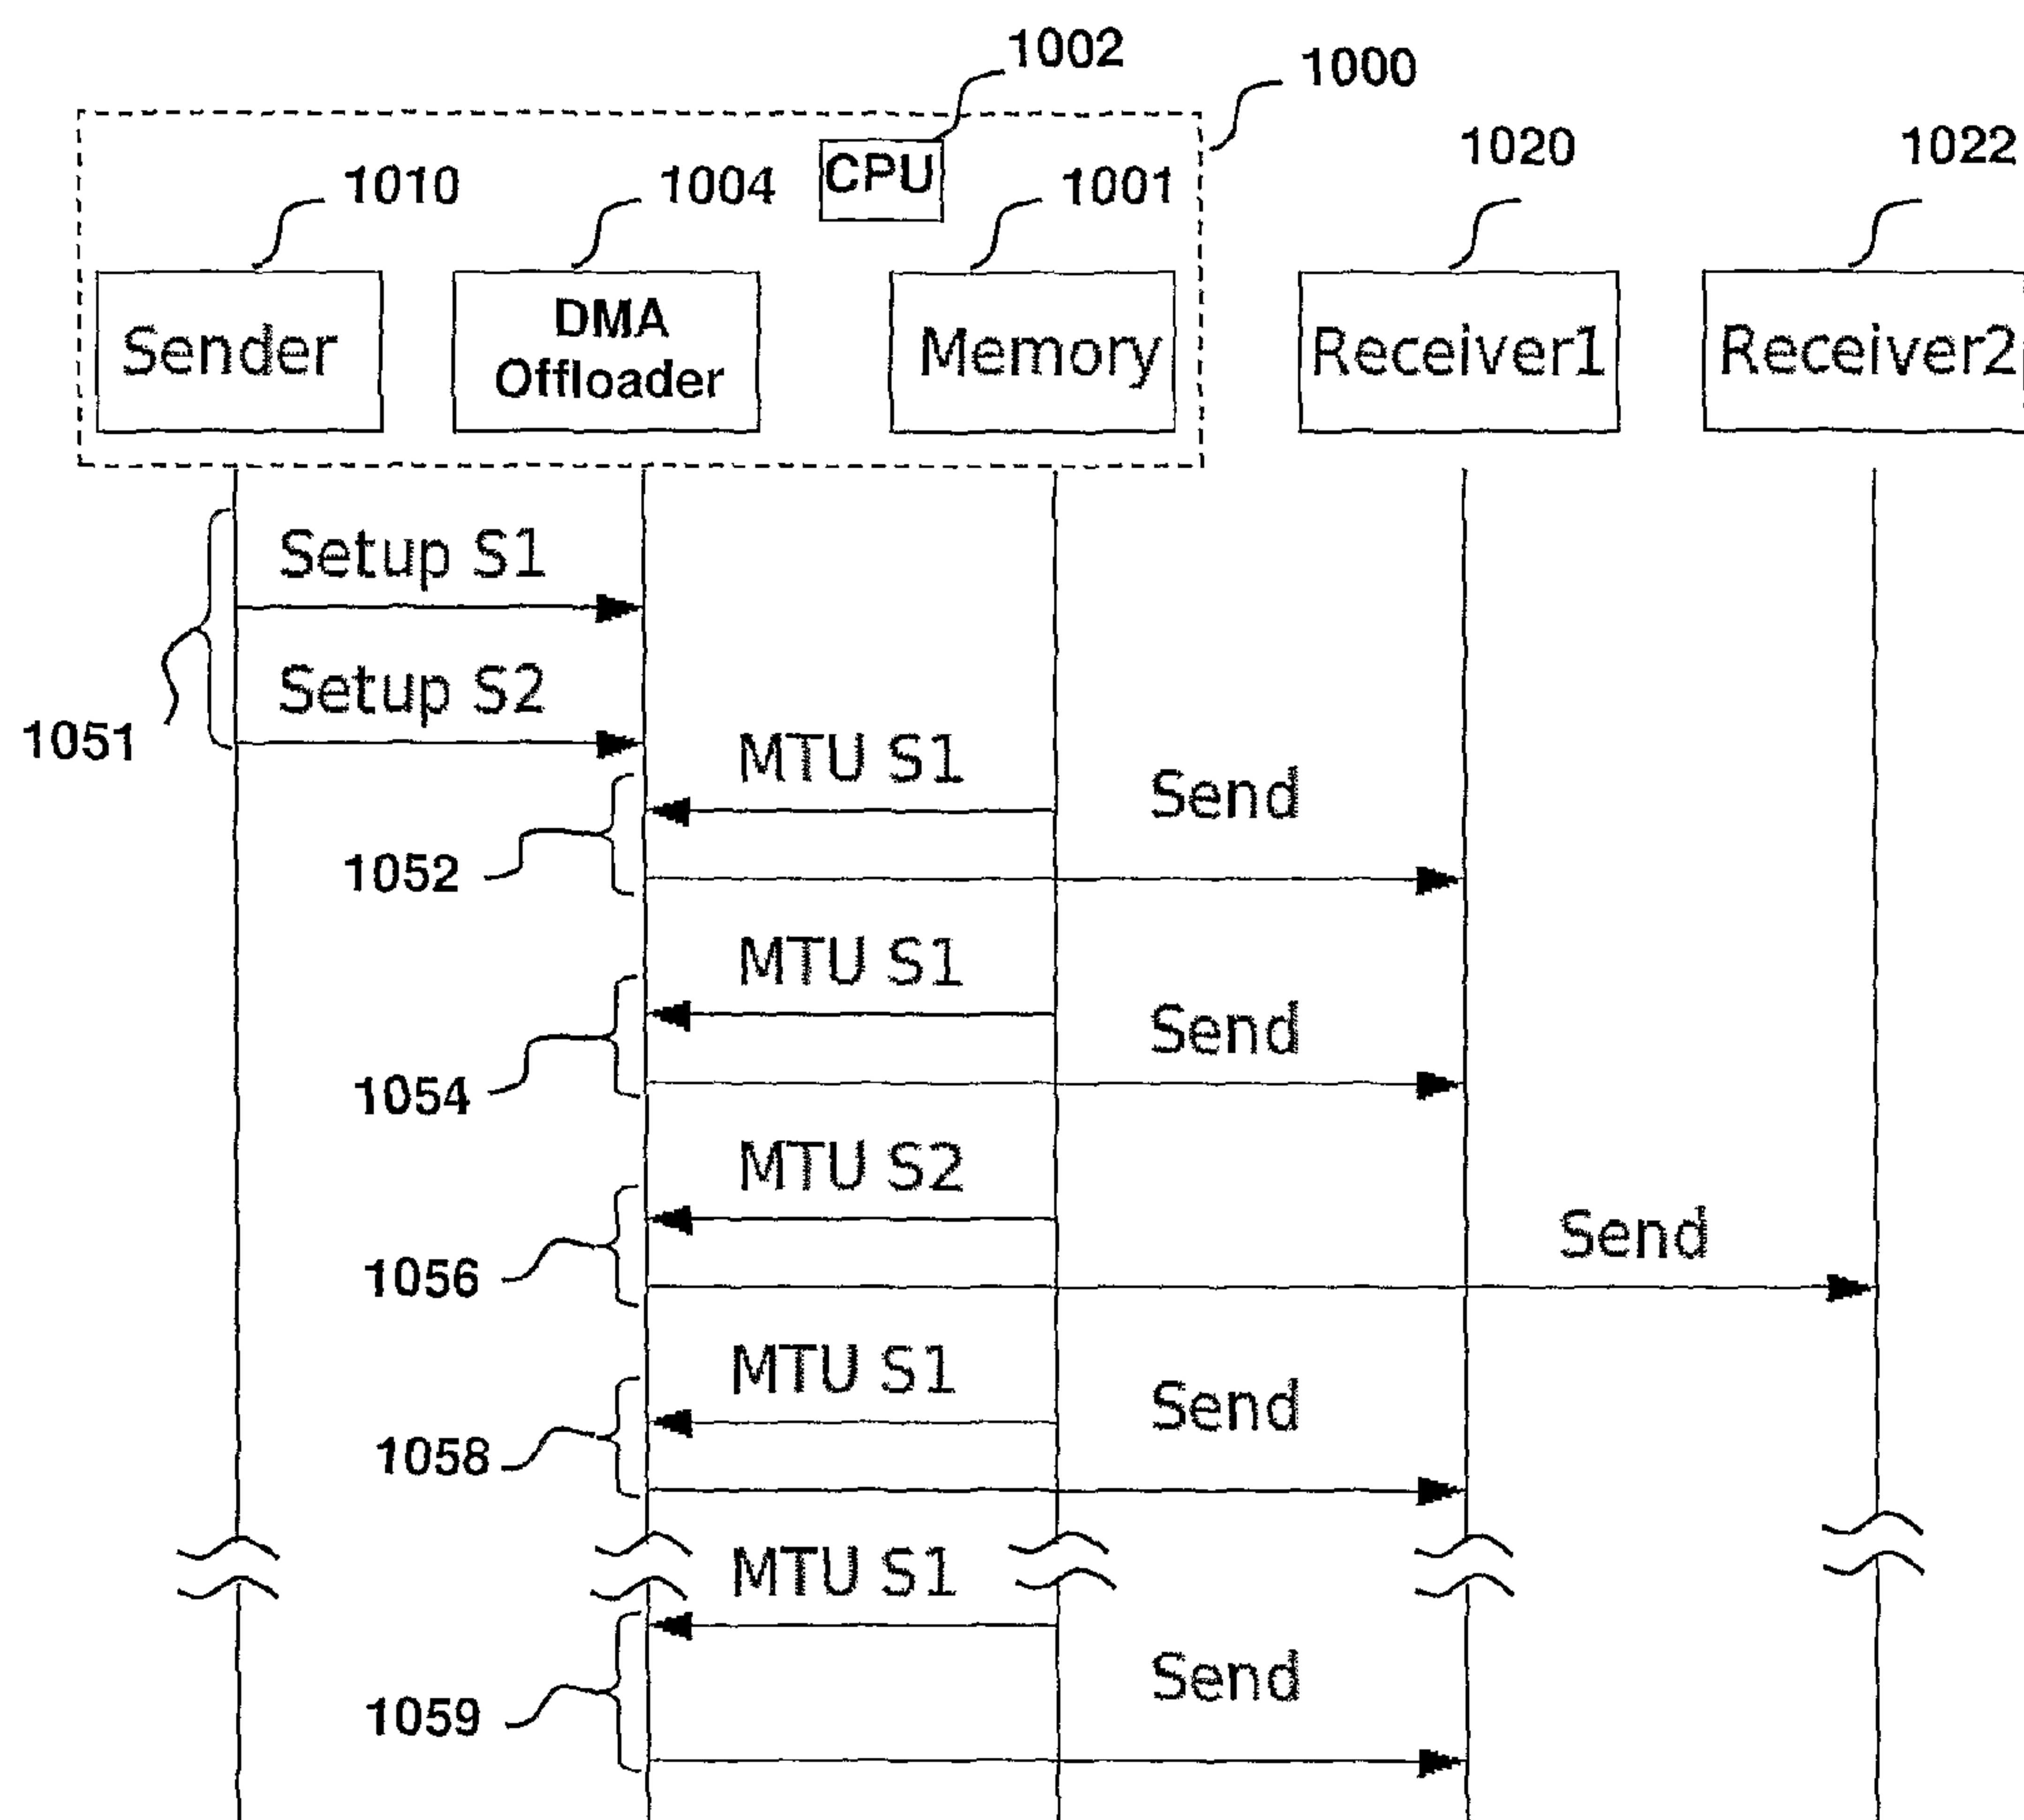 1002
1000
1020
1022
1010
1004
CPU
1001
Sender
DMA
Offloader
Memory
Receiver1
Receiver2
Setup S1
Setup S2
1051
MTU S1
Send
1052
MTU S1
Send
1054
MTU S2
Send
1056
MTU S1
Send
1058
MTU S1
Send
1059